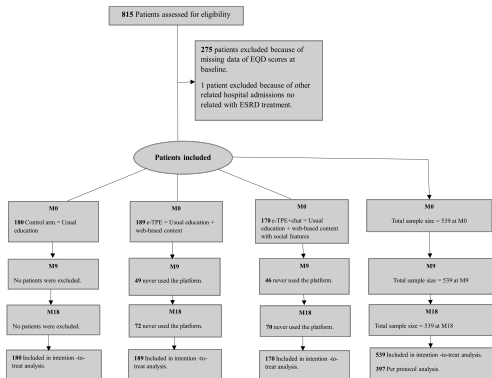 815 Patients assessed for eligibility
275 patients excluded because of
missing data of EQD scores at
baseline.
1 patient excluded because of other
related hospital admissions no
related with ESRD treatment.
Patients included
M0
180 Control arm = Usual
education
M0
189 e-TPE = Usual education +
web-based content
M0
170 e-TPE+chat = Usual
education + web-based content
with social features
M0
Total sample size = 539 at M0
M9
No patients were excluded.
M9
49 never used the platform.
M9
46 never used the platform.
M9
Total sample size = 539 at M9
M18
No patients were excluded.
M18
72 never used the platform.
M18
70 never used the platform.
M18
Total sample size = 539 at M18
180 Included in intention -to-
treat analysis.
189 Included in intention -to-
treat analysis.
170 Included in intention -to-
treat analysis.
539 Included in intention -to-treat analysis.
397 Per protocol analysis.